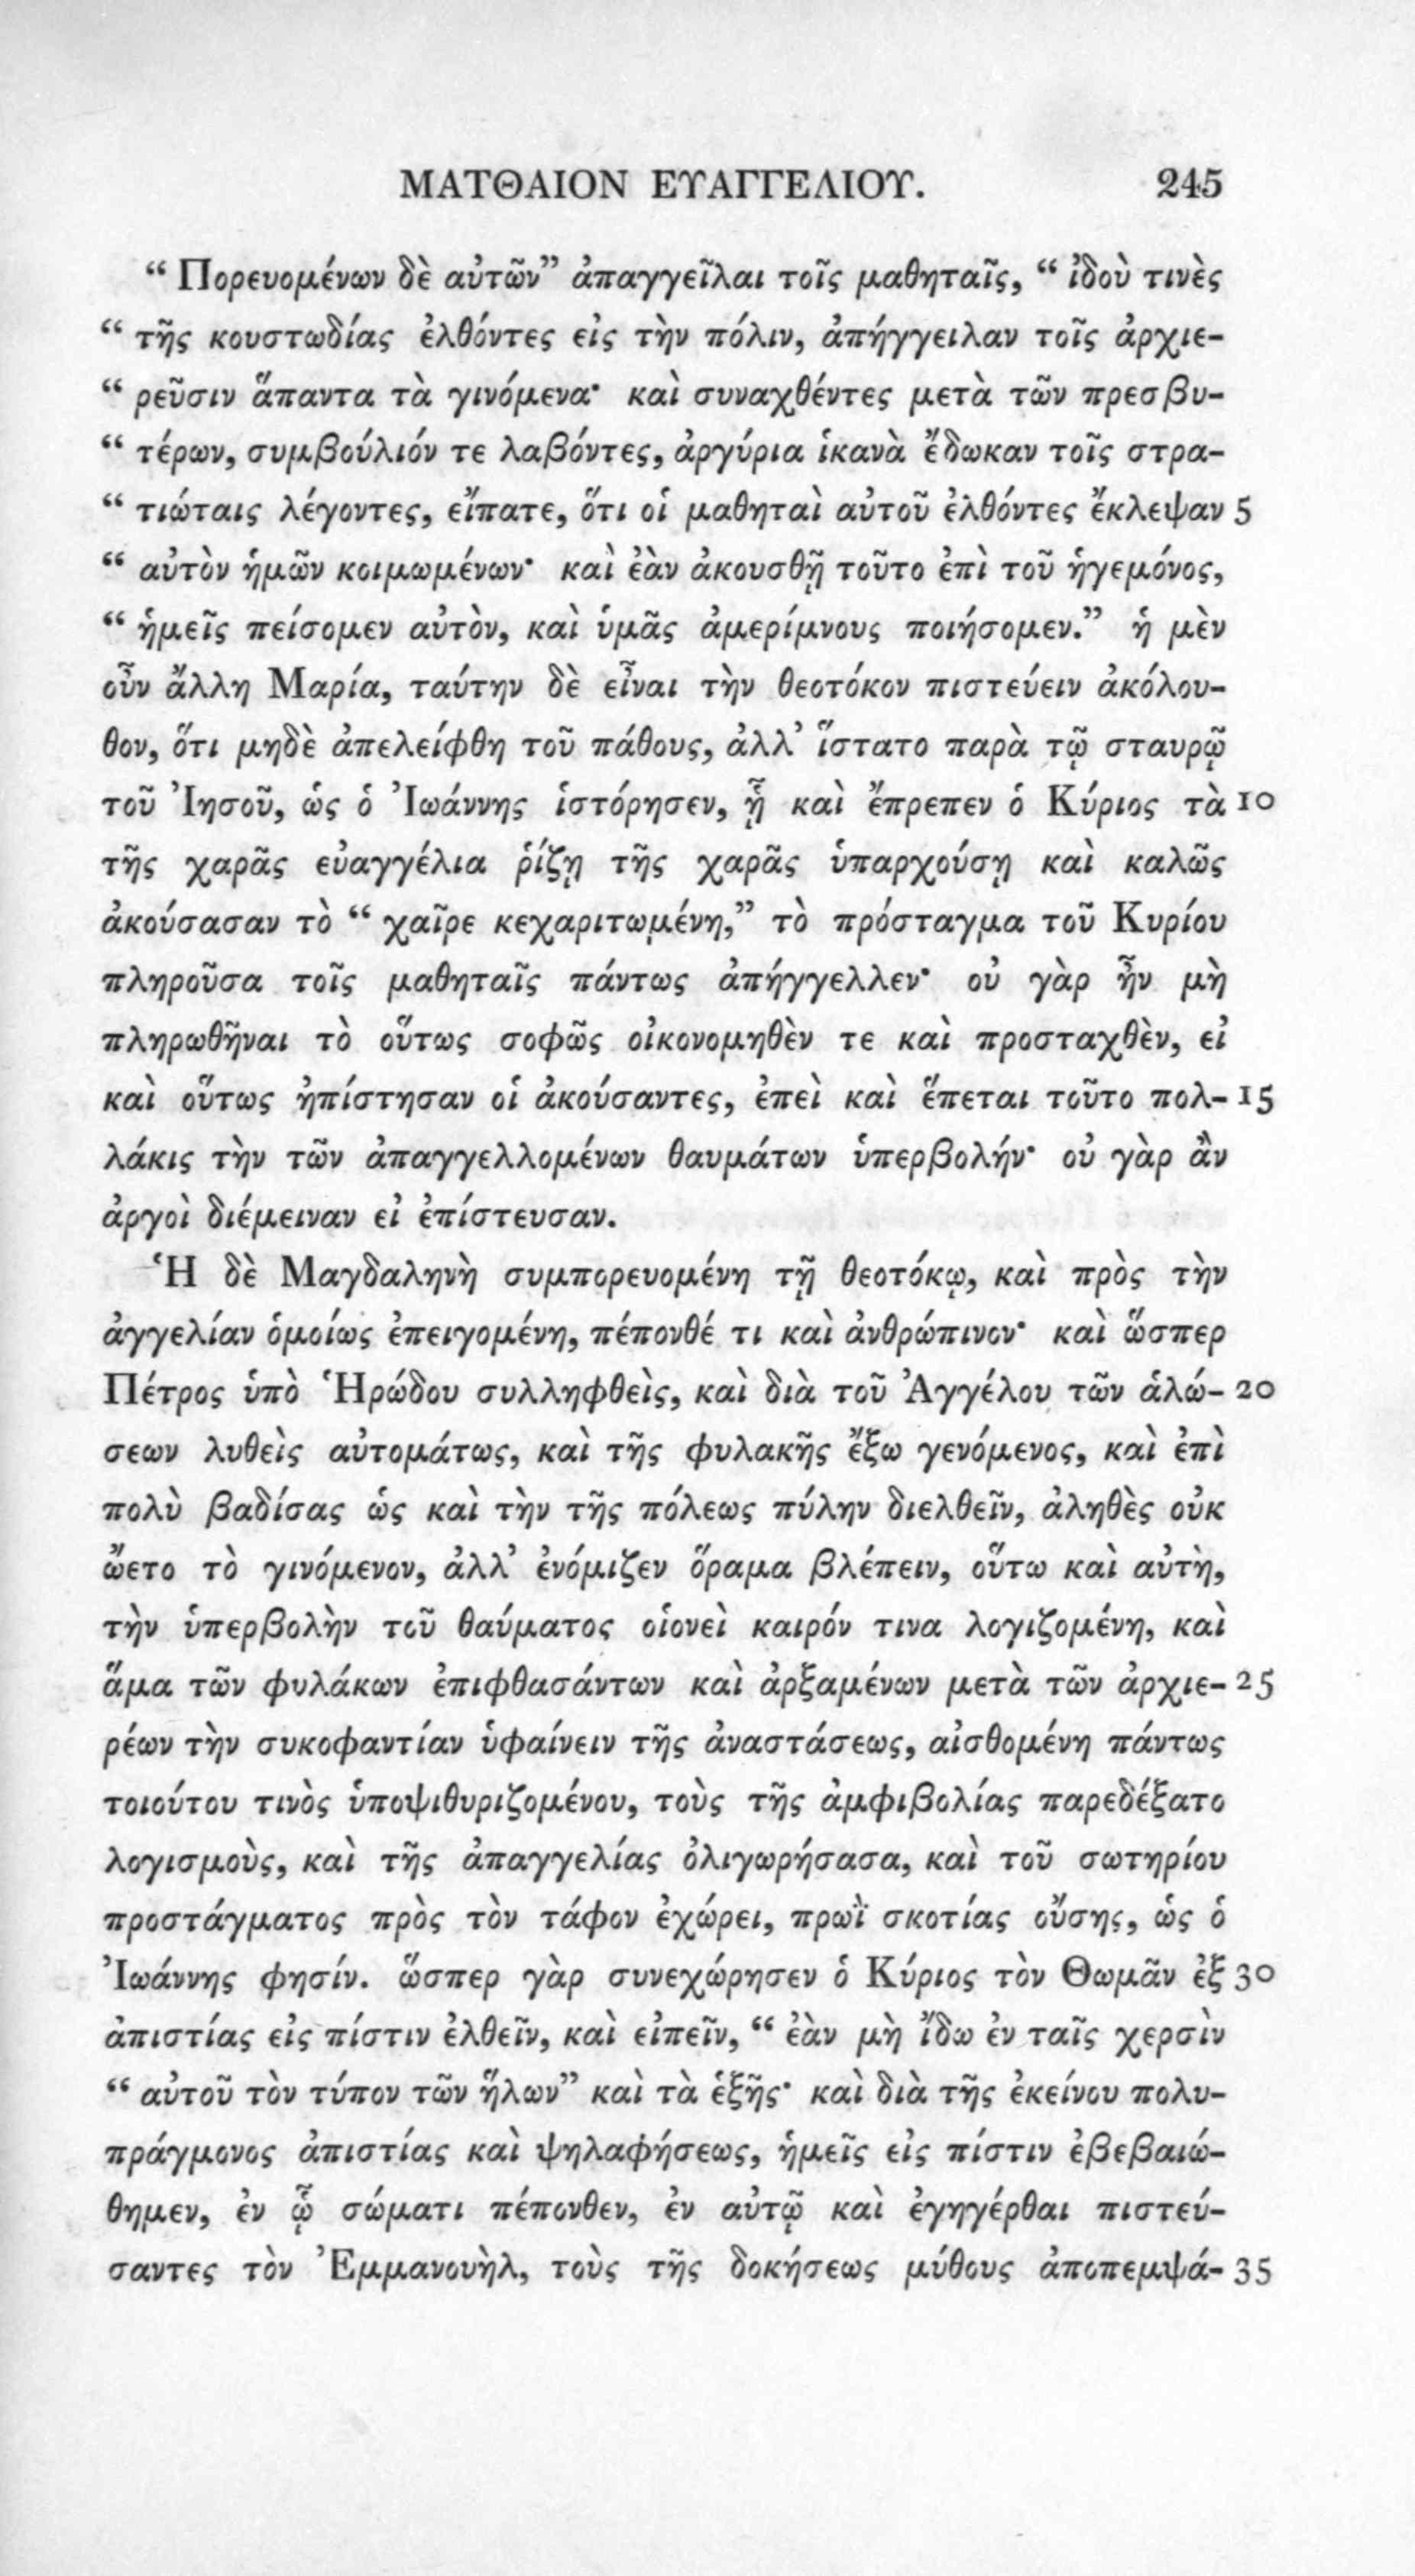 ΜΑΤΘΑΙΟΝ ΕΥΑΓΓΕΛΙΟΥ. 245
“ Πορευομένων δὲ αὐτῶν” ἀπαγγεῖλαι τοῖς μαθηταῖς, “ ἰδοὺ τινὲς
“ τῆς κουστωδίας ἐλθόντες εἰς τὴν πόλιν, ἀπήγγειλαν τοῖς ἀρχιε-
“ ρεῦσιν ἅπαντα τὰ γινόμενα· καὶ συναχθέντες μετὰ τῶν πρεσβυ-
“ τέρων, συμβούλιόν τε λαβόντες, ἀργύρια ἱκανὰ ἔδωκαν τοῖς στρα-
“ τιώταις λέγοντες, εἴπατε, ὅτι οἱ μαθηταὶ αὐτοῦ ἐλθόντες ἔκλεψαν 5
“ αὐτὸν ἡμῶν κοιμωμένων· καὶ ἐὰν ἀκουσθῇ τοῦτο ἐπὶ τοῦ ἡγεμόνος,
“ ἡμεῖς πείσομεν αὐτὸν, καὶ ὑμᾶς ἀμερίμνους ποιήσομεν.” ἡ μὲν
οὖν ἄλλη Μαρία, ταύτην δὲ εἶναι τὴν θεοτόκον πιστεύειν ἀκόλου-
θον, ὅτι μηδὲ ἀπελείφθη τοῦ πάθους, ἀλλ’ ἵστατο παρὰ τῷ σταυρῷ
τοῦ Ἰησοῦ, ὡς ὁ Ἰωάννης ἱστόρησεν, ᾗ καὶ ἔπρεπεν ὁ Κύριος τὰ 10
τῆς χαρᾶς εὐαγγέλια ῥίζῃ τῆς χαρᾶς ὑπαρχούσῃ καὶ καλῶς
ἀκούσασαν τὸ “ χαῖρε κεχαριτωμένη,” τὸ πρόσταγμα τοῦ Κυρίου
πληροῦσα τοῖς μαθηταῖς πάντως ἀπήγγελλεν· οὐ γὰρ ἦν μὴ
πληρωθῆναι τὸ οὕτως σοφῶς οἰκονομηθὲν τε καὶ προσταχθὲν, εἰ
καὶ οὕτως ἠπίστησαν οἱ ἀκούσαντες, ἐπεὶ καὶ ἕπεται τοῦτο πολ- 15
λάκις τὴν τῶν ἀπαγγελλομένων θαυμάτων ὑπερβολήν· οὐ γὰρ ἂν
ἀργοὶ διέμειναν εἰ ἐπίστευσαν.
Ἡ δὲ Μαγδαληνὴ συμπορευομένη τῇ θεοτόκῳ, καὶ πρὸς τὴν
ἀγγελίαν ὁμοίως ἐπειγομένη, πέπονθέ τι καὶ ἀνθρώπινον· καὶ ὥσπερ
Πέτρος ὑπὸ Ἡρώδου συλληφθεὶς, καὶ διὰ τοῦ Ἀγγέλου τῶν ἁλώ- 20
σεων λυθεὶς αὐτομάτως, καὶ τῆς φυλακῆς ἔξω γενόμενος, καὶ ἐπὶ
πολὺ βαδίσας ὡς καὶ τὴν τῆς πόλεως πύλην διελθεῖν, ἀληθὲς οὐκ
ᾤετο τὸ γινόμενον, ἀλλ’ ἐνόμιζεν ὅραμα βλέπειν, οὕτω καὶ αὐτὴ,
τὴν ὑπερβολὴν τοῦ θαύματος οἱονεὶ καιρόν τινα λογιζομένη, καὶ
ἅμα τῶν φυλάκων ἐπιφθασάντων καὶ ἀρξαμένων μετὰ τῶν ἀρχιε- 25
ρέων τὴν συκοφαντίαν ὑφαίνειν τῆς ἀναστάσεως, αἰσθομένη πάντως
τοιούτου τινὸς ὑποψιθυριζομένου, τοὺς τῆς ἀμφιβολίας παρεδέξατο
λογισμοὺς, καὶ τῆς ἀπαγγελίας ὀλιγωρήσασα, καὶ τοῦ σωτηρίου
προστάγματος πρὸς τὸν τάφον ἐχώρει, πρωῒ σκοτίας οὔσης, ὡς ὁ
Ἰωάννης φησίν. ὥσπερ γὰρ συνεχώρησεν ὁ Κύριος τὸν Θωμᾶν ἐξ 30
ἀπιστίας εἰς πίστιν ἐλθεῖν, καὶ εἰπεῖν, “ ἐὰν μὴ ἴδω ἐν ταῖς χερσὶν
“ αὐτοῦ τὸν τύπον τῶν ἥλων” καὶ τὰ ἑξῆς· καὶ διὰ τῆς ἐκείνου πολυ-
πράγμονος ἀπιστίας καὶ ψηλαφήσεως, ἡμεῖς εἰς πίστιν ἐβεβαιώ-
θημεν, ἐν ᾧ σώματι πέπονθεν, ἐν αὐτῷ καὶ ἐγηγέρθαι πιστεύ-
σαντες τὸν Ἐμμανουὴλ, τοὺς τῆς δοκήσεως μύθους ἀποπεμψά- 35